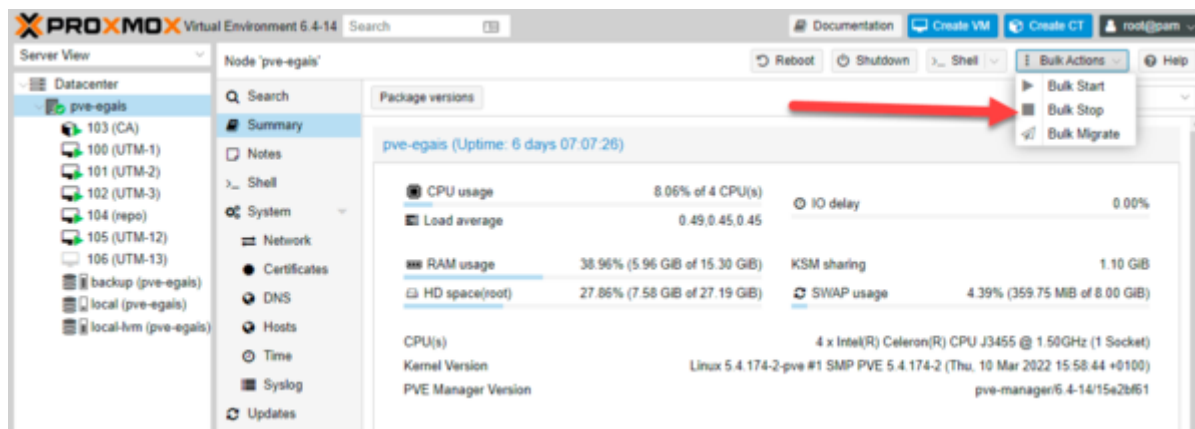 PROXMOX Virtual Environment 6.4-14 Search Documentation Create VM Create CT root@pam
Server View Node 'pve-egais' Reboot Shutdown >_ Shell Bulk Actions Help
Datacenter
pve-egais
103 (CA)
100 (UTM-1)
101 (UTM-2)
102 (UTM-3)
104 (repo)
105 (UTM-12)
106 (UTM-13)
backup (pve-egais)
local (pve-egais)
local-lvm (pve-egais)
Search
Summary
Notes
>_ Shell
System
Network
Certificates
DNS
Hosts
Time
Syslog
Updates
Bulk Start
Bulk Stop
Bulk Migrate
Package versions
pve-egais (Uptime: 6 days 07:07:26)
CPU usage 8.06% of 4 CPU(s)
Load average 0.49,0.45,0.45
IO delay 0.00%
RAM usage 38.96% (5.96 GiB of 15.30 GiB)
KSM sharing 1.10 GiB
HD space(root) 27.86% (7.58 GiB of 27.19 GiB)
SWAP usage 4.39% (359.75 MiB of 8.00 GiB)
CPU(s) 4 x Intel(R) Celeron(R) CPU J3455 @ 1.50GHz (1 Socket)
Kernel Version Linux 5.4.174-2-pve #1 SMP PVE 5.4.174-2 (Thu, 10 Mar 2022 15:58:44 +0100)
PVE Manager Version pve-manager/6.4-14/15e2bf61